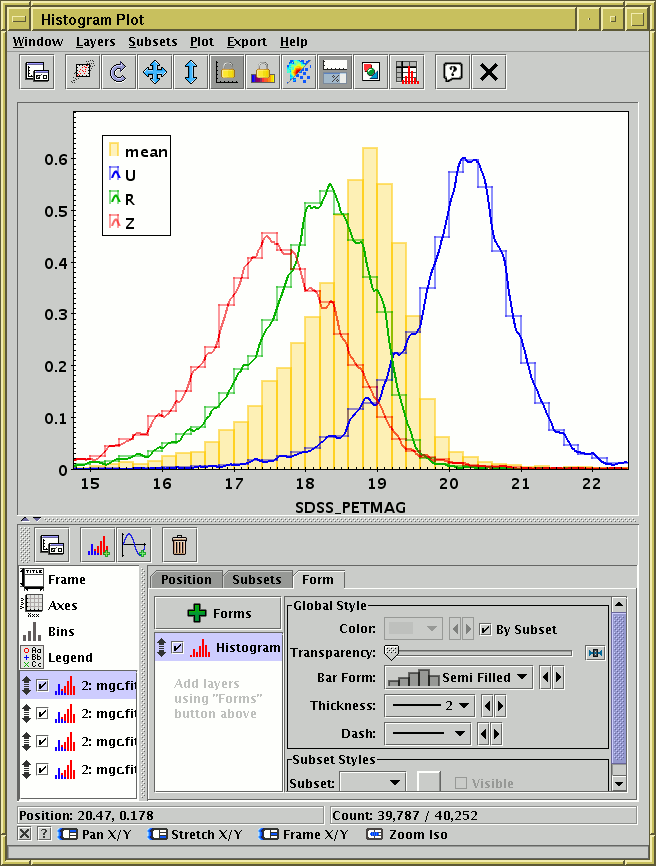 Histogram Plot
Window Layers Subsets Plot Export Help
mean
U
R
Z
0.6
0.5
0.4
0.3
0.2
0.1
0
15 16 17 18 19 20 21 22
SDSS_PETMAG
Position Subsets Form
Frame
Axes
Bins
Legend
2: mgc.fit
2: mgc.fit
2: mgc.fit
2: mgc.fit
Forms
Histogram
Add layers
using "Forms"
button above
Global Style
Color: By Subset
Transparency:
Bar Form: Semi Filled
Thickness: 2
Dash:
Subset Styles
Subset: Visible
Position: 20.47, 0.178 Count: 39,787 / 40,252
Pan X/Y Stretch X/Y Frame X/Y Zoom Iso